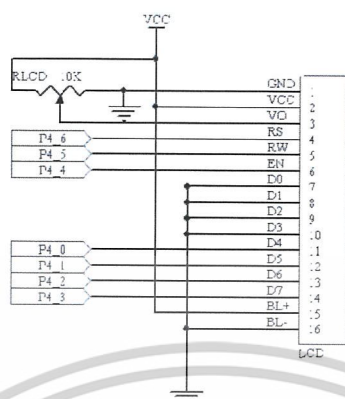 VCC
RLCD .0K
GND 1
VCC 2
VO 3
P4_6 RS 4
P4_5 RW 5
P4_4 EN 6
D0 7
D1 8
D2 9
D3 10
P4_0 D4 11
P4_1 D5 12
P4_2 D6 13
P4_3 D7 14
BL+ 15
BL- 16
LCD